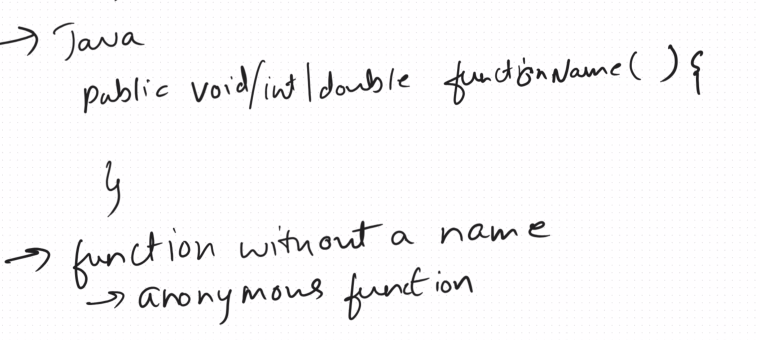 → Java
public void/int/double functionName( ) {
}
→ function without a name
→ anonymous function